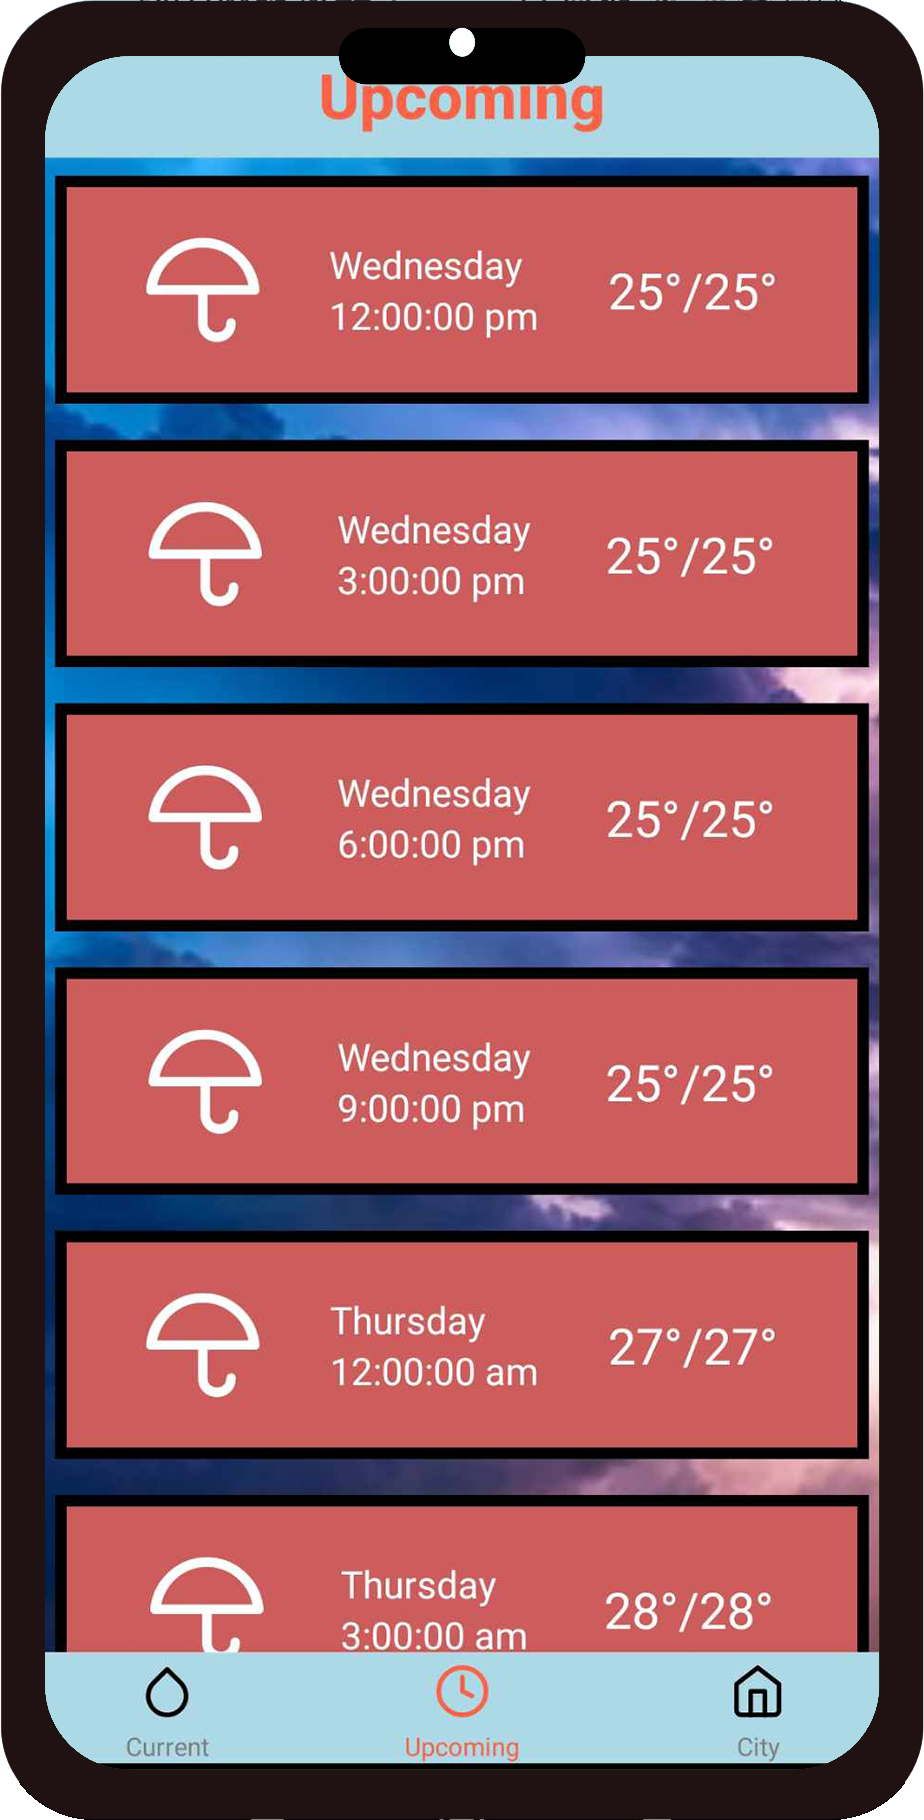 Upcoming
Wednesday
12:00:00 pm
25°/25°
Wednesday
3:00:00 pm
25°/25°
Wednesday
6:00:00 pm
25°/25°
Wednesday
9:00:00 pm
25°/25°
Thursday
12:00:00 am
27°/27°
Thursday
3:00:00 am
28°/28°
Current
Upcoming
City